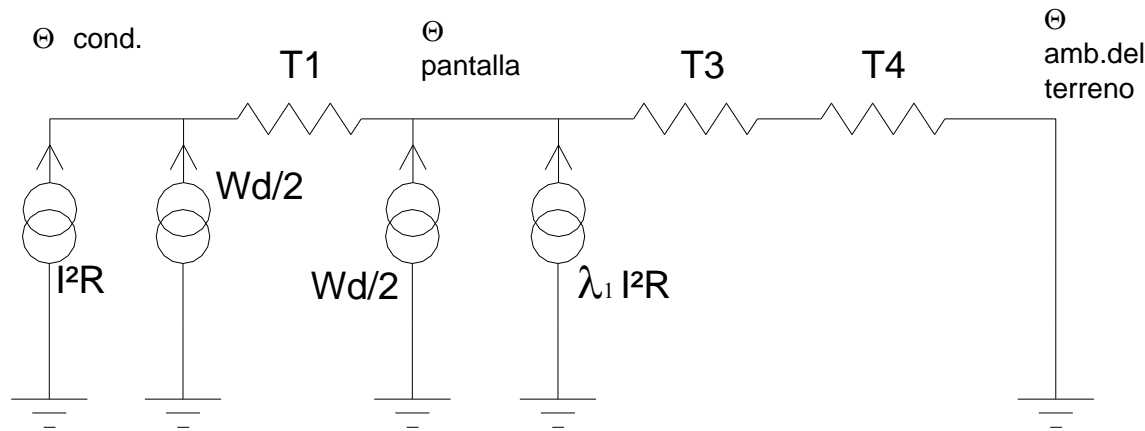 Θ cond.
Θ
pantalla
Θ
amb.del
terreno
T1
T3
T4
Wd/2
I²R
Wd/2
λ₁ I²R